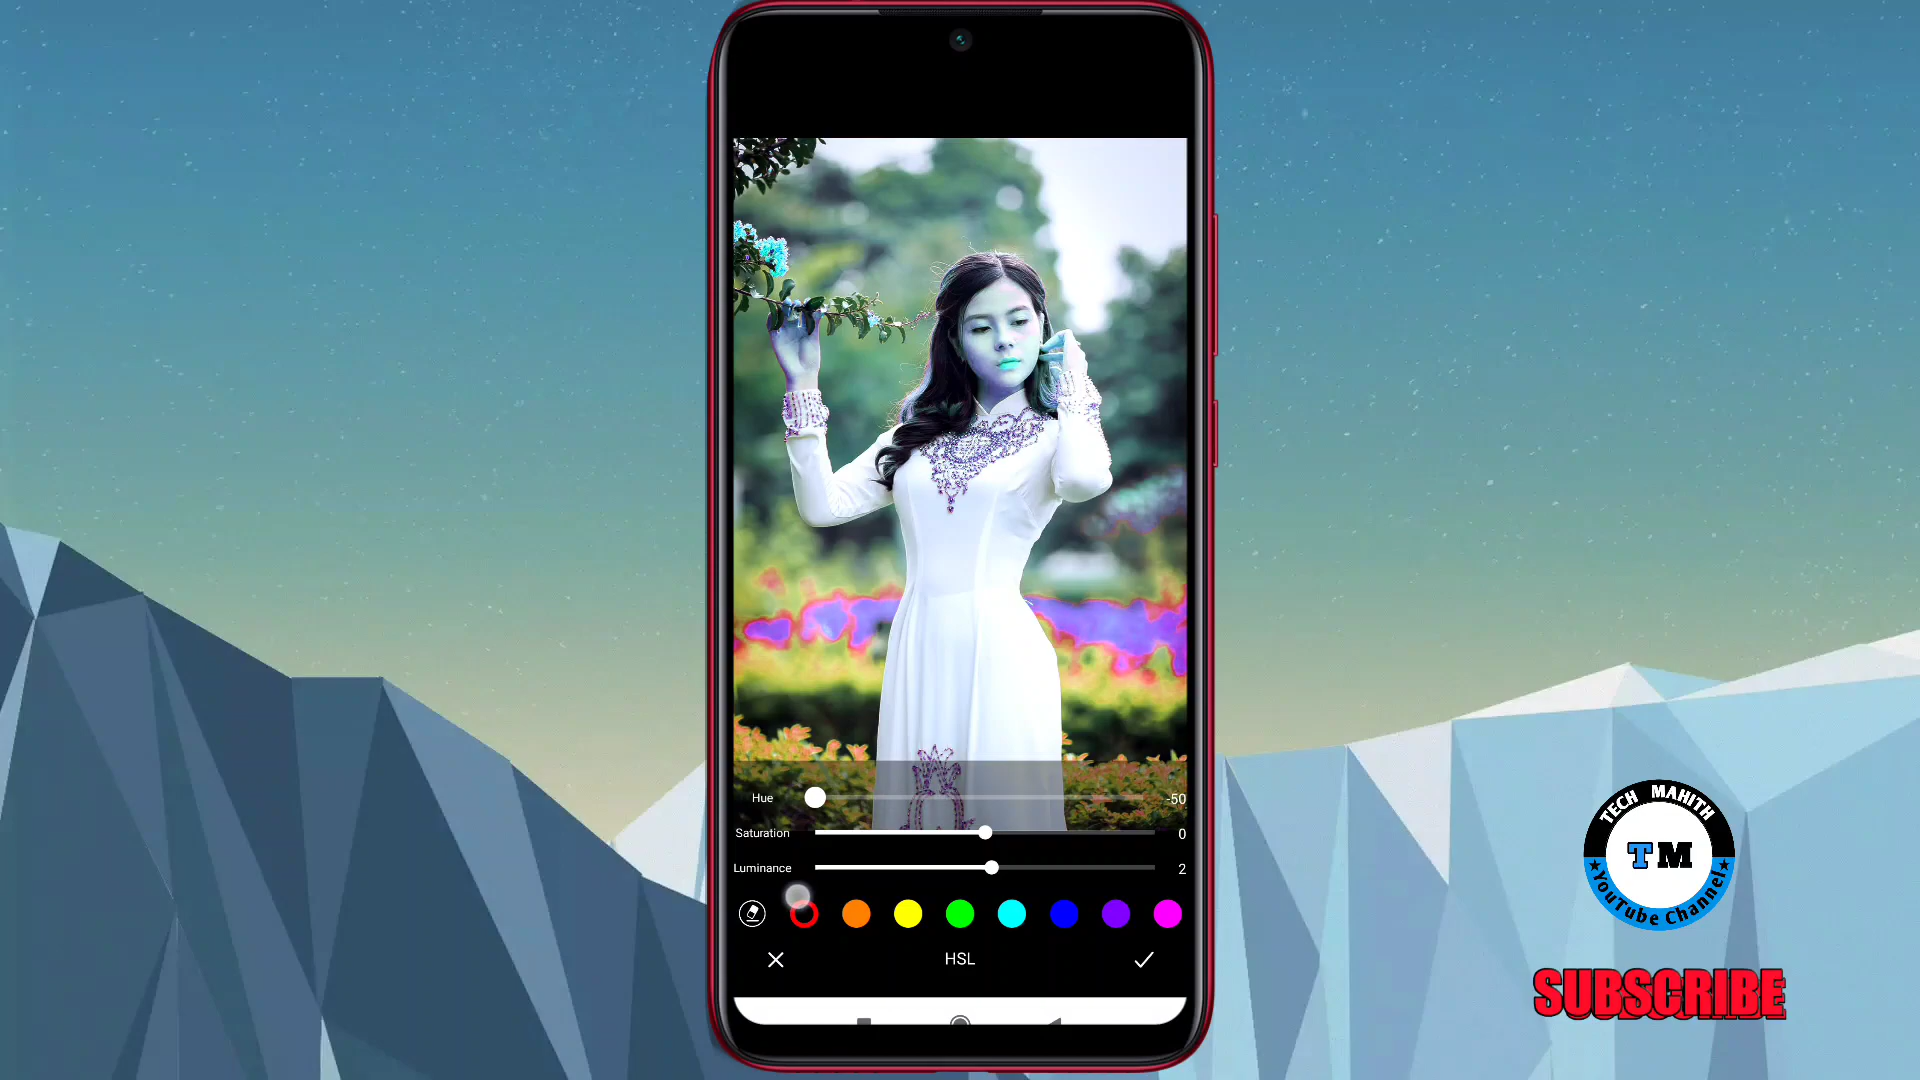 Hue -50
Saturation 0
Luminance 2
HSL
TECH MAHITH
TM
YouTube Channel
SUBSCRIBE